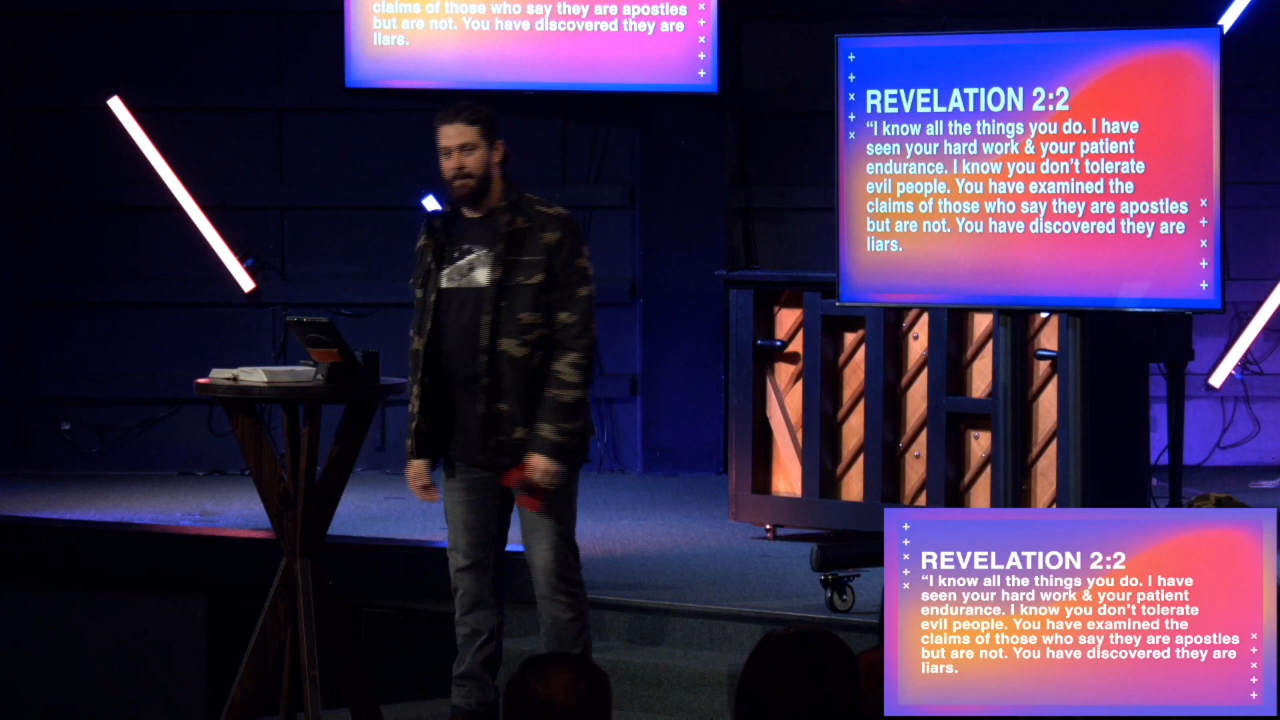 claims of those who say they are apostles
but are not. You have discovered they are
liars.
REVELATION 2:2
“I know all the things you do. I have
seen your hard work & your patient
endurance. I know you don’t tolerate
evil people. You have examined the
claims of those who say they are apostles
but are not. You have discovered they are
liars.
REVELATION 2:2
“I know all the things you do. I have
seen your hard work & your patient
endurance. I know you don’t tolerate
evil people. You have examined the
claims of those who say they are apostles
but are not. You have discovered they are
liars.